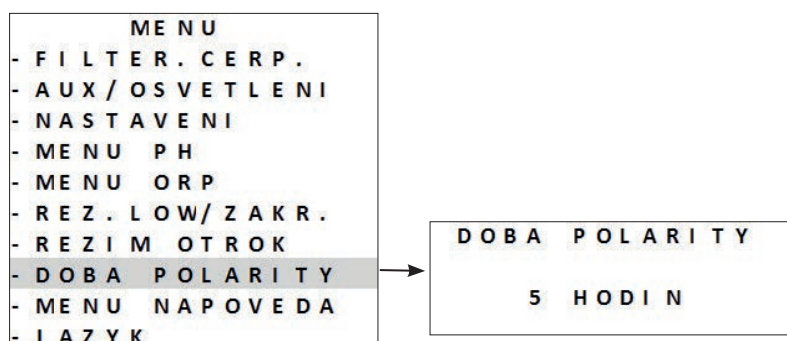 MENU
- FILTER. CERP.
- AUX/OSVETLENI
- NASTAVENI
- MENU PH
- MENU ORP
- REZ. LOW/ZAKR.
- REZIM OTROK
- DOBA POLARITY
- MENU NAPOVEDA
- JAZYK
DOBA POLARITY
5 HODIN